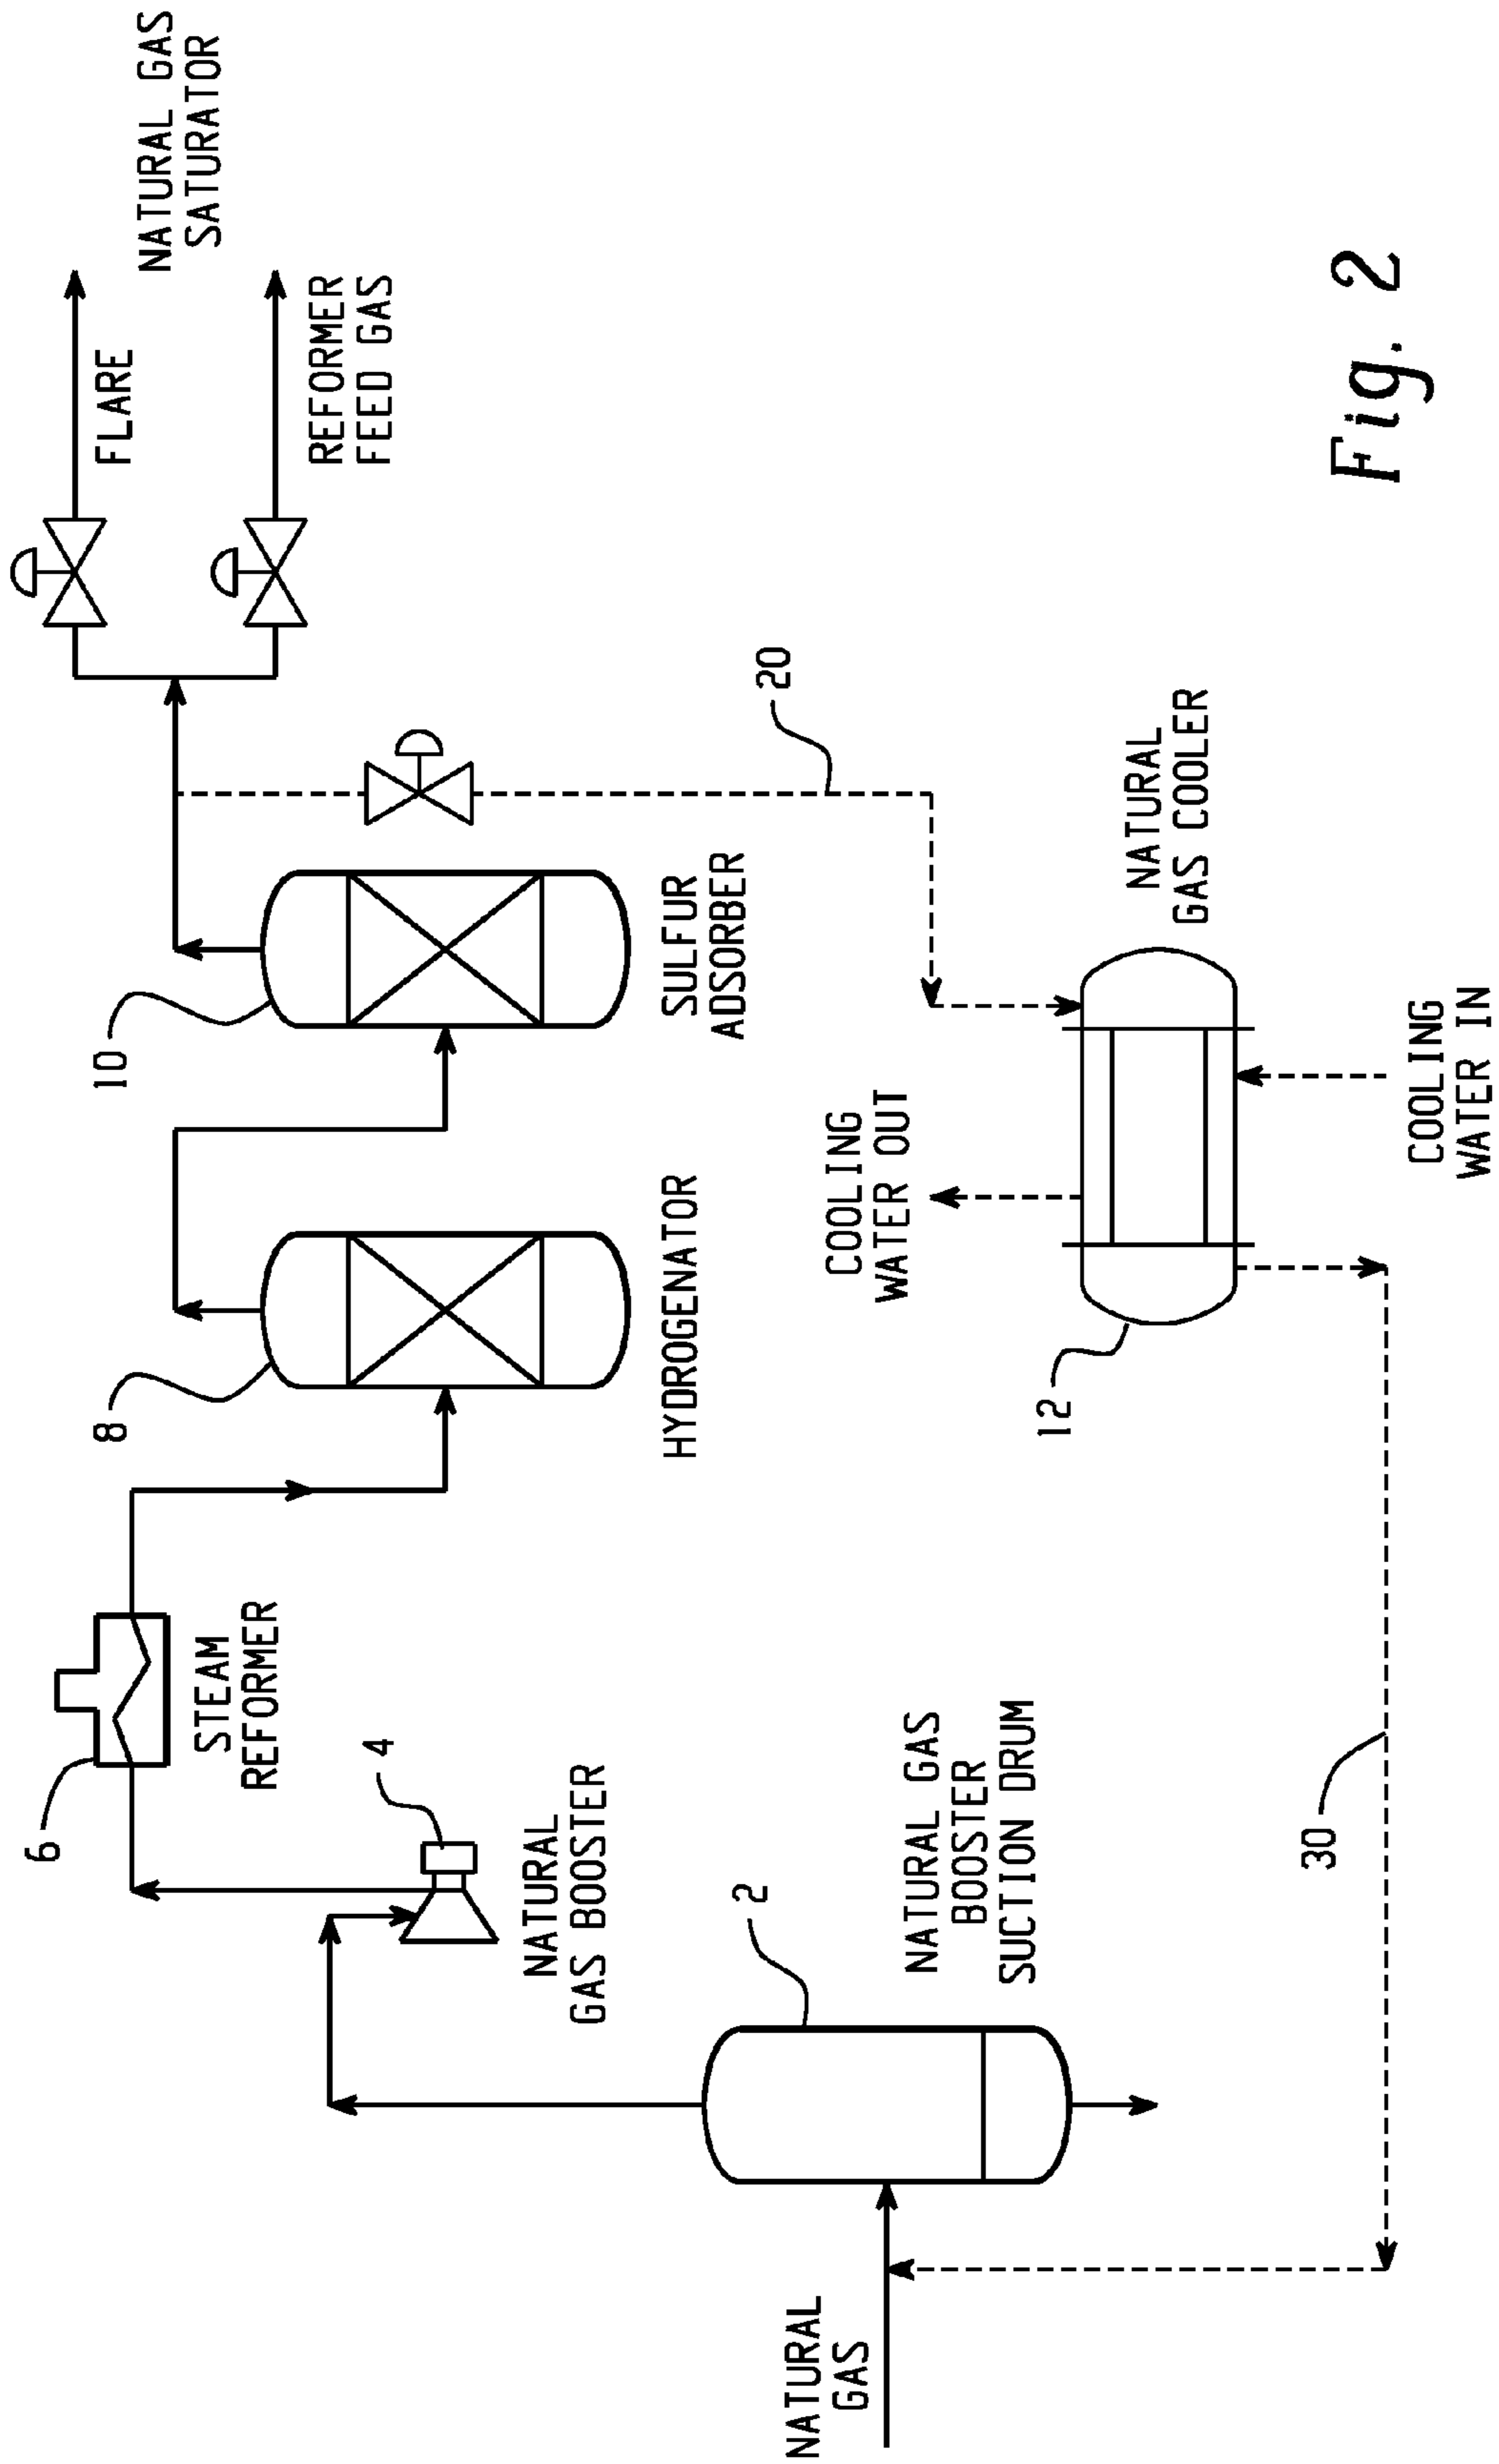 NATURAL GAS
SATURATOR
FLARE
REFORMER
FEED GAS
6
STEAM
REFORMER
8
HYDROGENATOR
10
SULFUR
ADSORBER
4
NATURAL
GAS BOOSTER
20
2
NATURAL GAS
BOOSTER
SUCTION DRUM
NATURAL
GAS
COOLING
WATER OUT
12
NATURAL
GAS COOLER
COOLING
WATER IN
30
Fig. 2